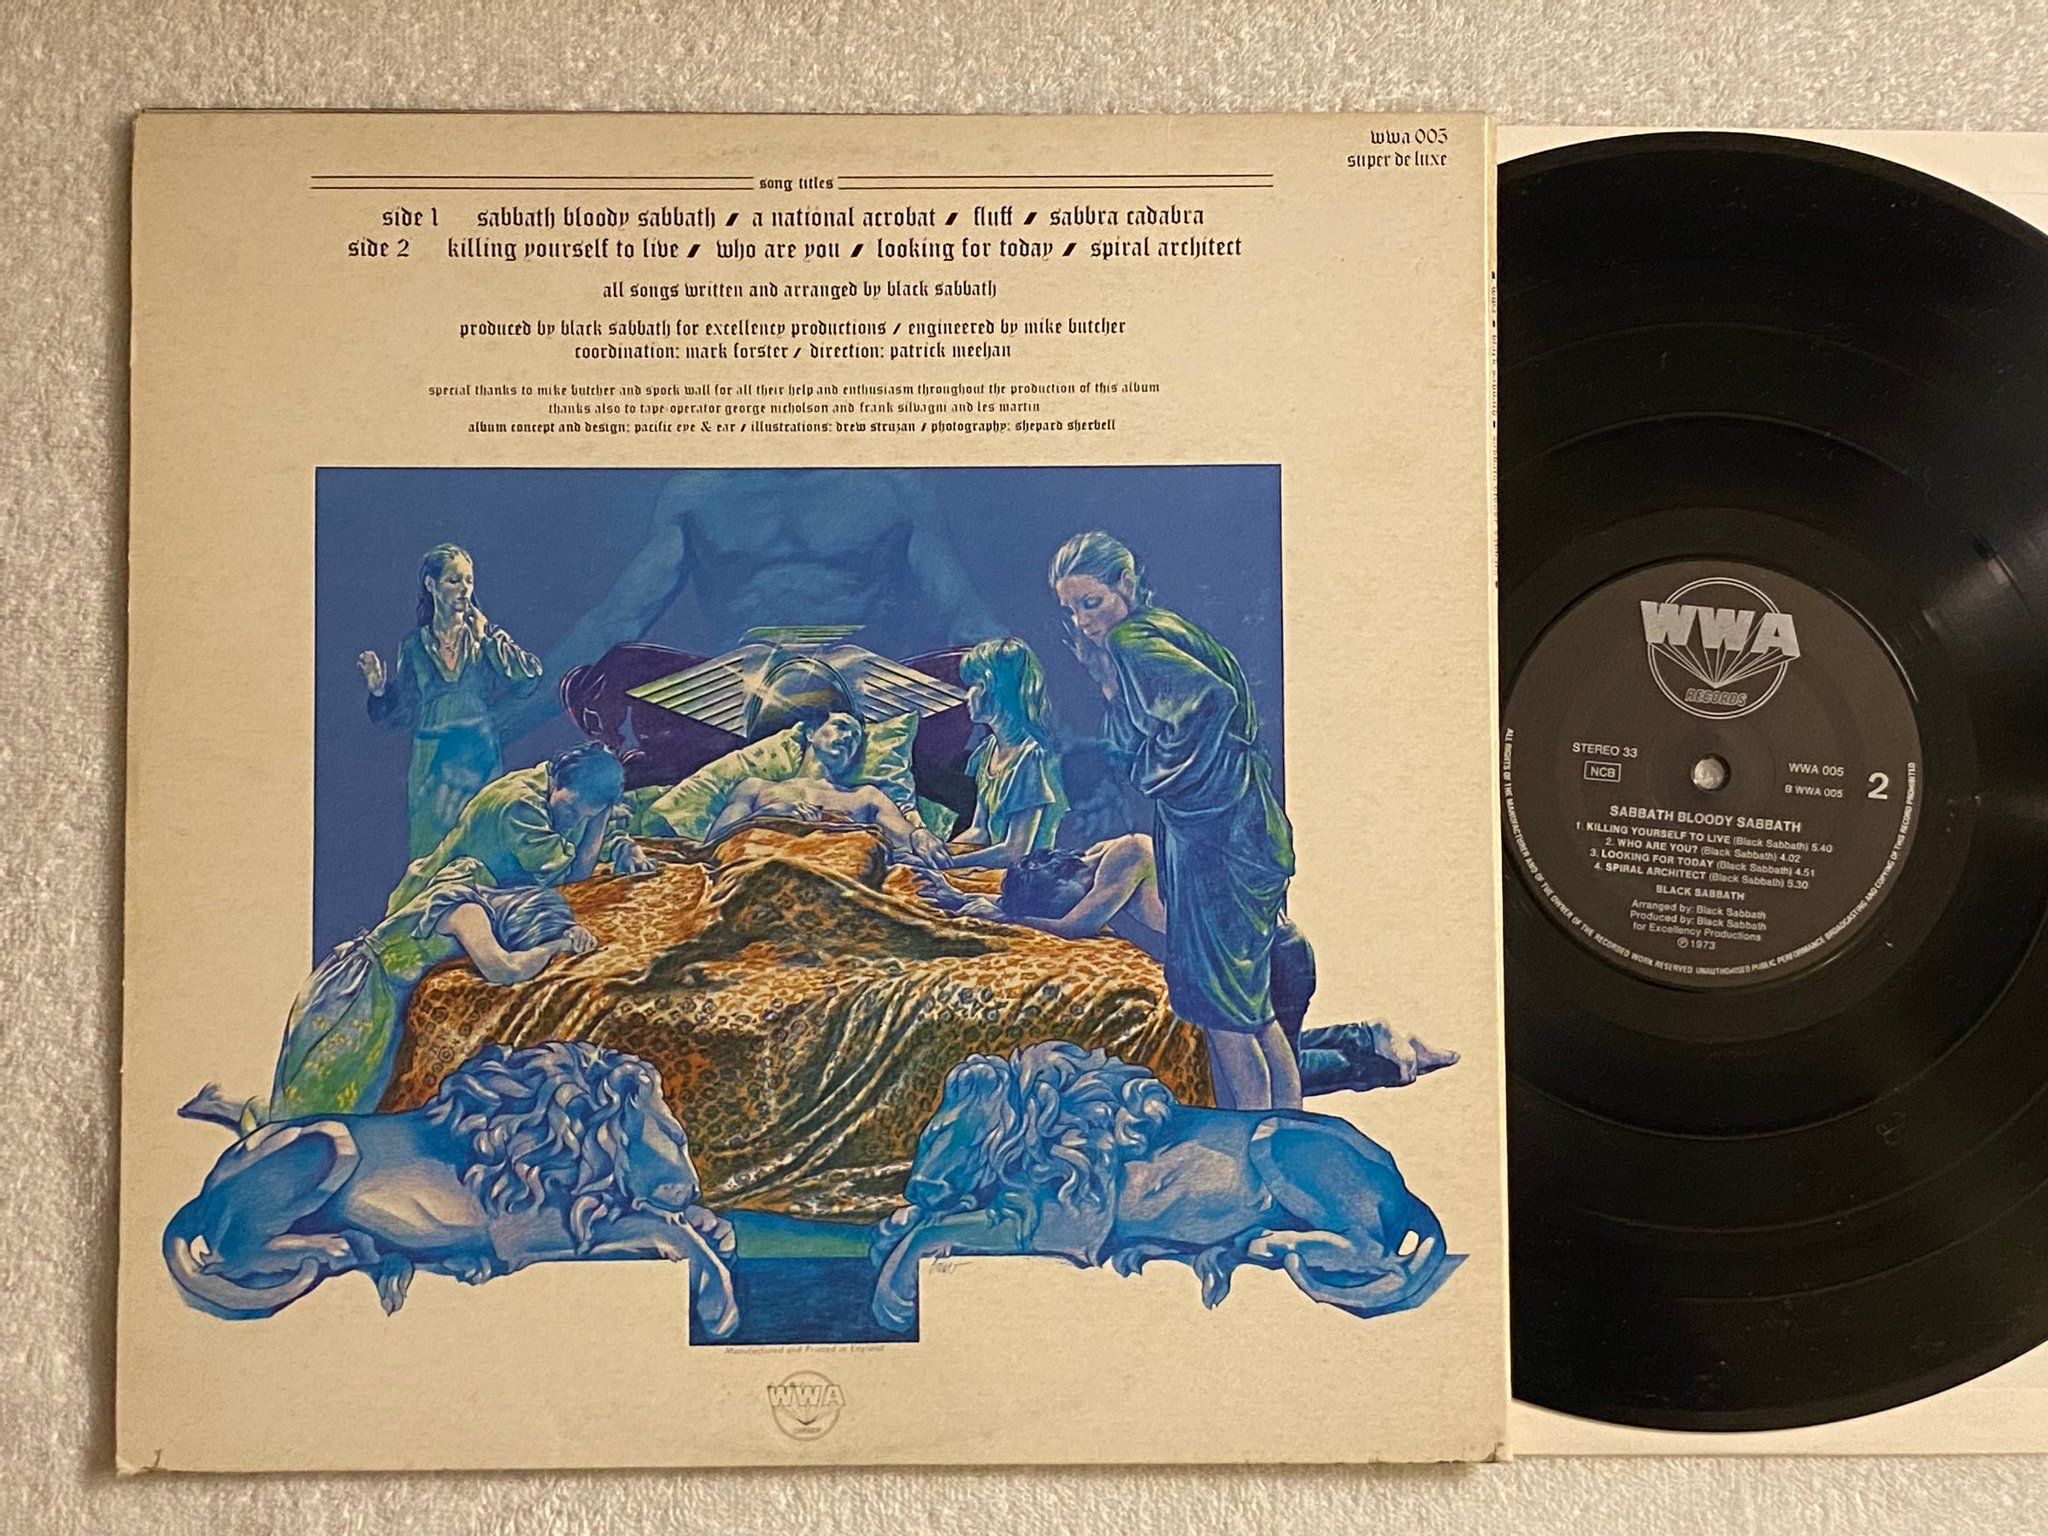 wwa 005
super de luxe
song titles
side 1 sabbath bloody sabbath / a national acrobat / fluff / sabbra cadabra
side 2 killing yourself to live / who are you / looking for today / spiral architect
all songs written and arranged by black sabbath
produced by black sabbath for excellency productions / engineered by mike butcher
coordination: mark forster / direction: patrick meehan
special thanks to mike butcher and spock wall for all their help and enthusiasm throughout the production of this album
thanks also to tape operator george nicholson and frank silvagni and les martin
album concept and design: pacific eye & ear / illustrations: drew struzan / photography: shepard sherbell
Drew
Manufactured and Printed in England
WWA
WWA
RECORDS
STEREO 33
NCB
WWA 005
B WWA 005
2
SABBATH BLOODY SABBATH
1. KILLING YOURSELF TO LIVE (Black Sabbath) 5.40
2. WHO ARE YOU? (Black Sabbath) 4.02
3. LOOKING FOR TODAY (Black Sabbath) 4.51
4. SPIRAL ARCHITECT (Black Sabbath) 5.30
BLACK SABBATH
Arranged by: Black Sabbath
Produced by: Black Sabbath
for Excellency Productions
℗ 1973
ALL RIGHTS OF THE MANUFACTURER AND OF THE OWNER OF THE RECORDED WORK RESERVED UNAUTHORISED PUBLIC PERFORMANCE BROADCASTING AND COPYING OF THIS RECORD PROHIBITED